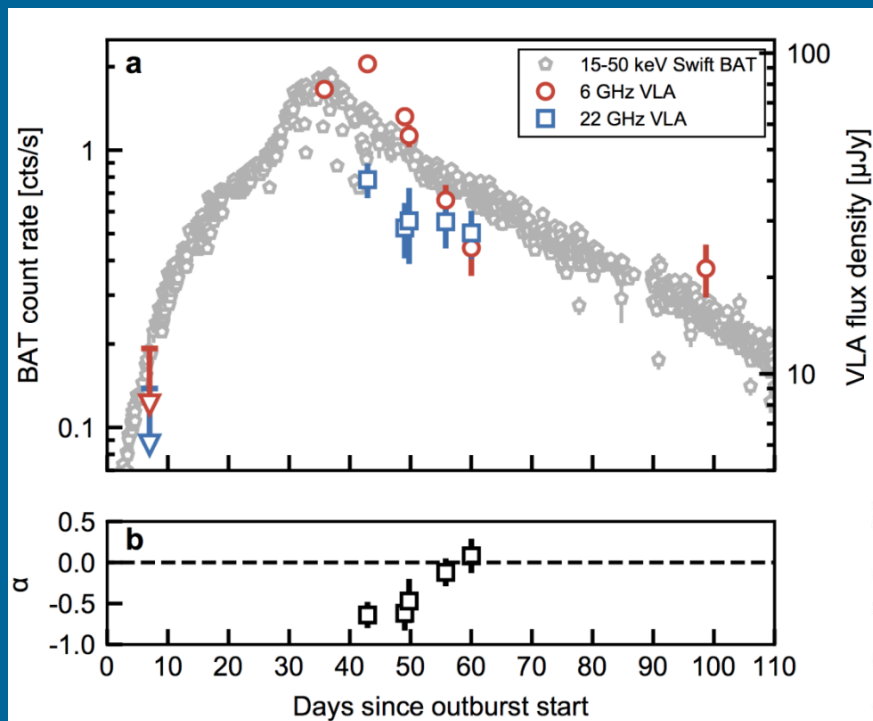 a
15-50 keV Swift BAT
6 GHz VLA
22 GHz VLA
BAT count rate [cts/s]
1
0.1
100
10
VLA flux density [µJy]
b
α
0.5
0.0
-0.5
-1.0
0 10 20 30 40 50 60 70 80 90 100 110
Days since outburst start